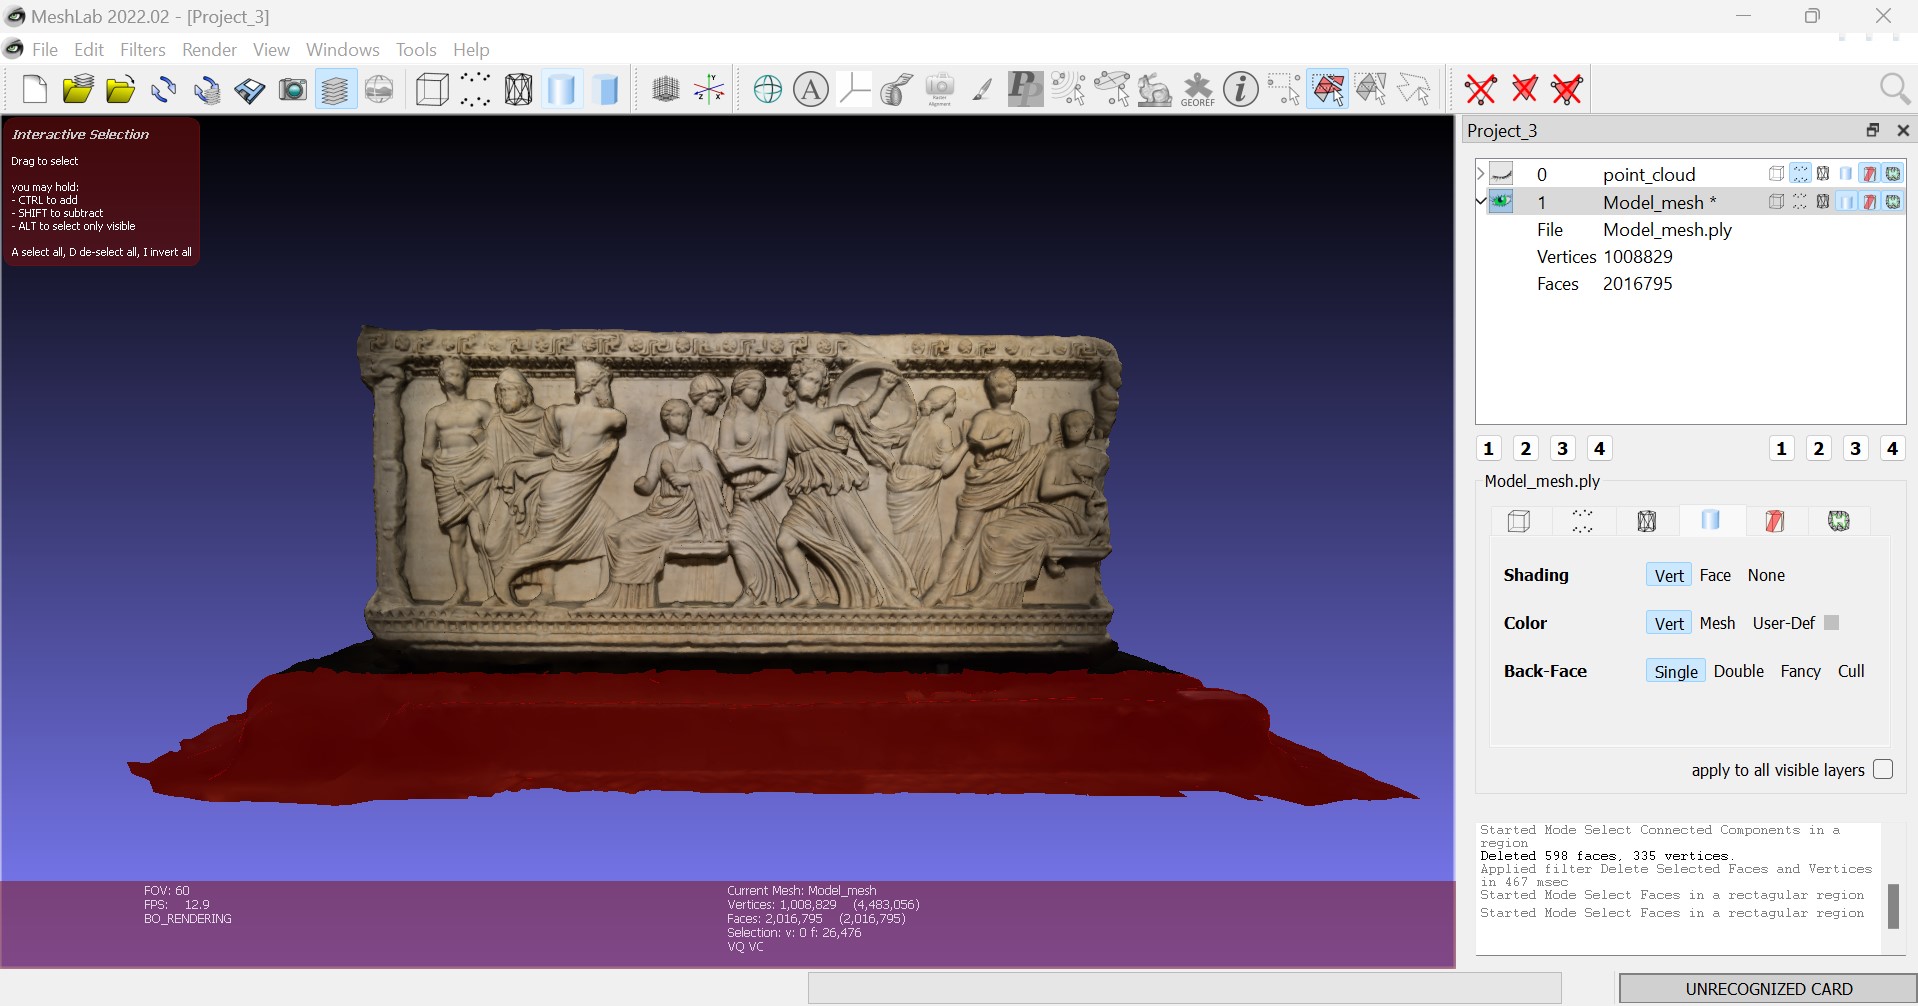 MeshLab 2022.02 - [Project_3]
File Edit Filters Render View Windows Tools Help
A
Raster Alignment
PP
GEOREF
i
Interactive Selection
Drag to select
you may hold:
- CTRL to add
- SHIFT to subtract
- ALT to select only visible
A select all, D de-select all, I invert all
Project_3
0 point_cloud
1 Model_mesh *
File Model_mesh.ply
Vertices 1008829
Faces 2016795
1 2 3 4 1 2 3 4
Model_mesh.ply
Shading Vert Face None
Color Vert Mesh User-Def
Back-Face Single Double Fancy Cull
apply to all visible layers
Started Mode Select Connected Components in a
region
Deleted 598 faces, 335 vertices.
Applied filter Delete Selected Faces and Vertices
in 467 msec
Started Mode Select Faces in a rectagular region
Started Mode Select Faces in a rectagular region
FOV: 60
FPS: 12.9
BO_RENDERING
Current Mesh: Model_mesh
Vertices: 1,008,829 (4,483,056)
Faces: 2,016,795 (2,016,795)
Selection: v: 0 f: 26,476
VQ VC
UNRECOGNIZED CARD